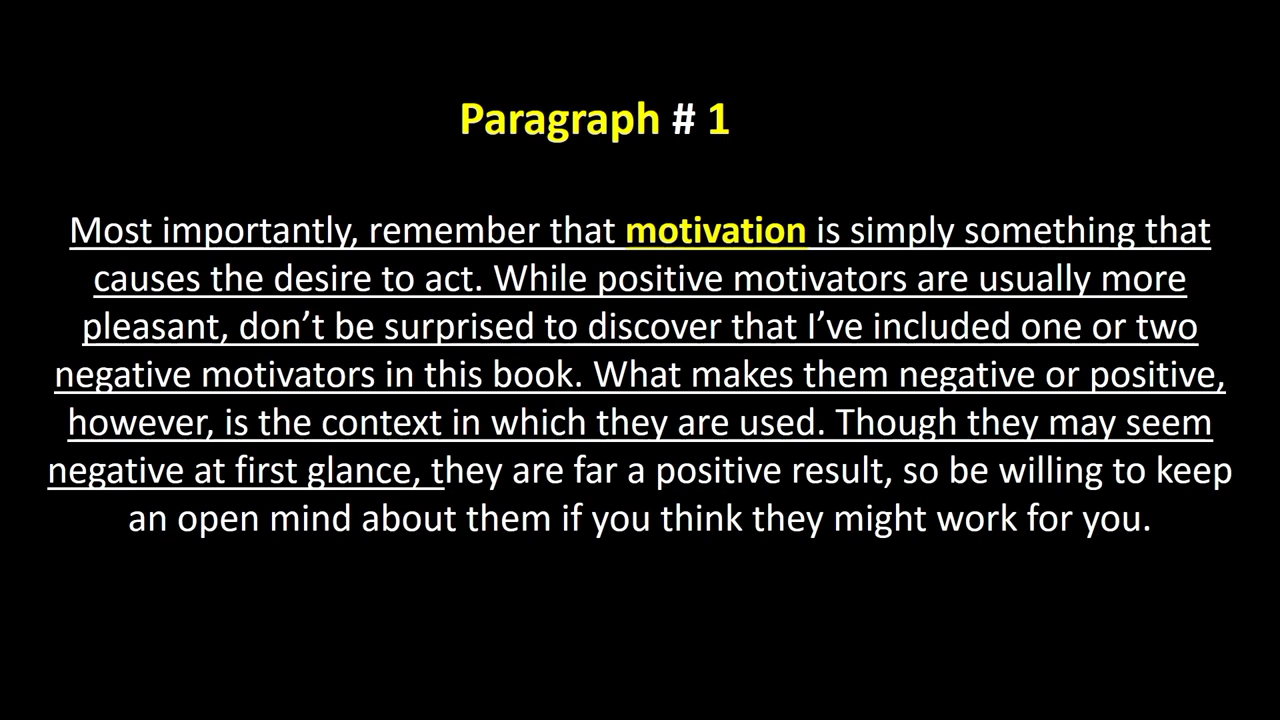 Paragraph # 1
Most importantly, remember that motivation is simply something that
causes the desire to act. While positive motivators are usually more
pleasant, don’t be surprised to discover that I’ve included one or two
negative motivators in this book. What makes them negative or positive,
however, is the context in which they are used. Though they may seem
negative at first glance, they are far a positive result, so be willing to keep
an open mind about them if you think they might work for you.